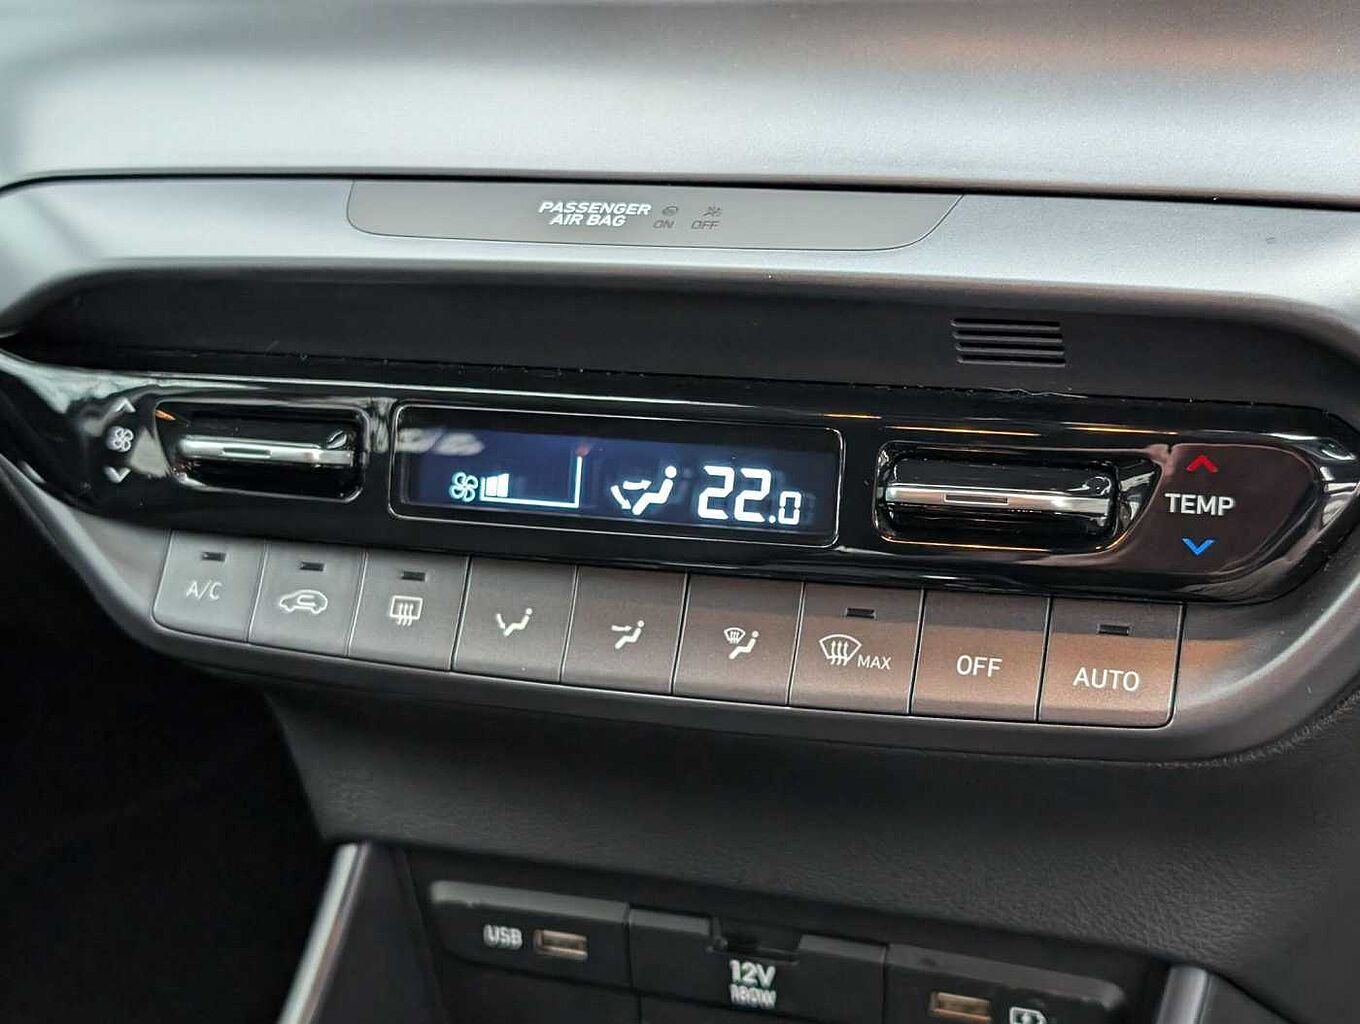 PASSENGER
AIR BAG ON OFF
22.0
TEMP
A/C
MAX
OFF
AUTO
USB
12V
180W